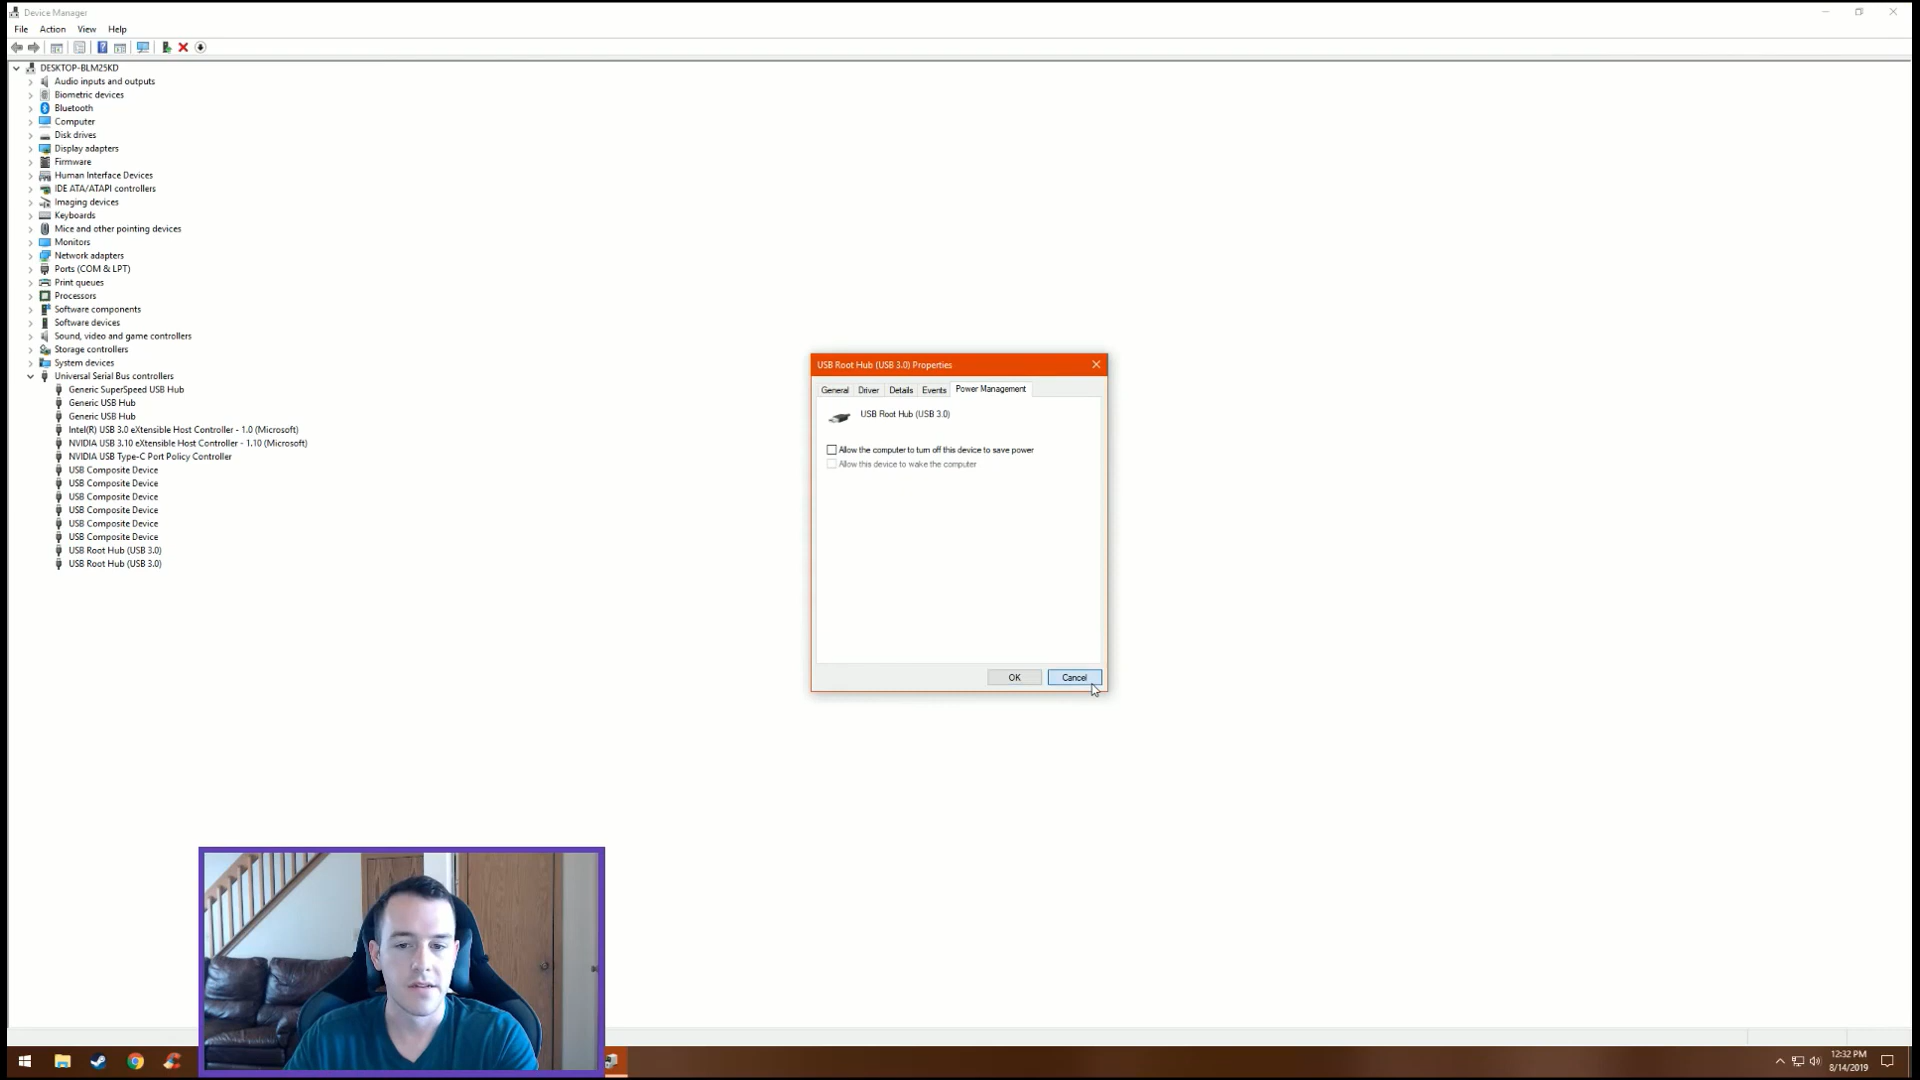 Device Manager
File Action View Help
DESKTOP-BLM25KD
Audio inputs and outputs
Biometric devices
Bluetooth
Computer
Disk drives
Display adapters
Firmware
Human Interface Devices
IDE ATA/ATAPI controllers
Imaging devices
Keyboards
Mice and other pointing devices
Monitors
Network adapters
Ports (COM & LPT)
Print queues
Processors
Software components
Software devices
Sound, video and game controllers
Storage controllers
System devices
Universal Serial Bus controllers
Generic SuperSpeed USB Hub
Generic USB Hub
Generic USB Hub
Intel(R) USB 3.0 eXtensible Host Controller - 1.0 (Microsoft)
NVIDIA USB 3.10 eXtensible Host Controller - 1.10 (Microsoft)
NVIDIA USB Type-C Port Policy Controller
USB Composite Device
USB Composite Device
USB Composite Device
USB Composite Device
USB Composite Device
USB Composite Device
USB Root Hub (USB 3.0)
USB Root Hub (USB 3.0)
USB Root Hub (USB 3.0) Properties
General Driver Details Events Power Management
USB Root Hub (USB 3.0)
Allow the computer to turn off this device to save power
Allow this device to wake the computer
OK Cancel
12:32 PM
8/14/2019